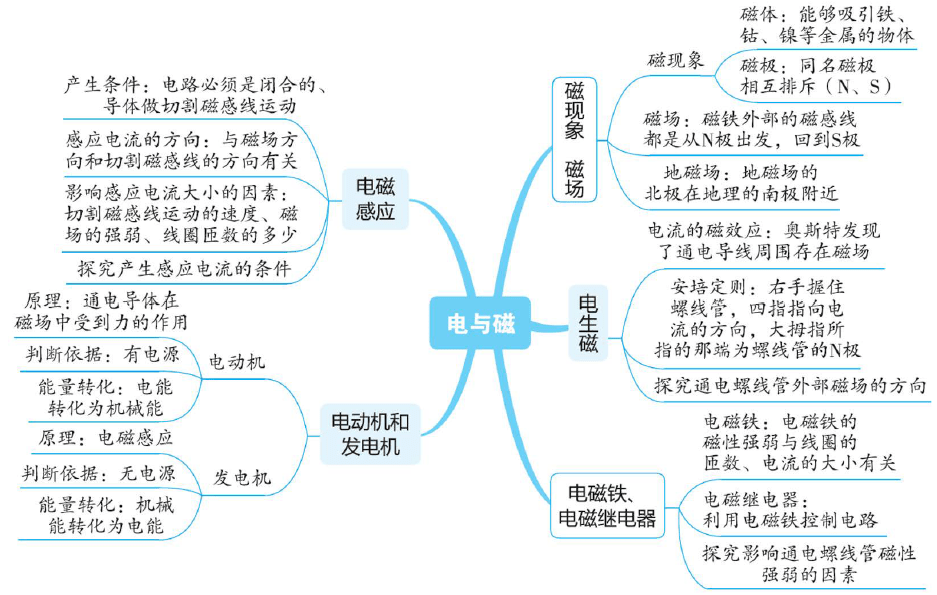 电与磁
磁现象 磁场
磁现象
磁体：能够吸引铁、
钴、镍等金属的物体
磁极：同名磁极
相互排斥（N、S）
磁场：磁铁外部的磁感线
都是从N极出发，回到S极
地磁场：地磁场的
北极在地理的南极附近
电生磁
电流的磁效应：奥斯特发现
了通电导线周围存在磁场
安培定则：右手握住
螺线管，四指指向电
流的方向，大拇指所
指的那端为螺线管的N极
探究通电螺线管外部磁场的方向
电磁铁、
电磁继电器
电磁铁：电磁铁的
磁性强弱与线圈的
匝数、电流的大小有关
电磁继电器：
利用电磁铁控制电路
探究影响通电螺线管磁性
强弱的因素
电磁
感应
产生条件：电路必须是闭合的、
导体做切割磁感线运动
感应电流的方向：与磁场方
向和切割磁感线的方向有关
影响感应电流大小的因素：
切割磁感线运动的速度、磁
场的强弱、线圈匝数的多少
探究产生感应电流的条件
电动机和
发电机
电动机
原理：通电导体在
磁场中受到力的作用
判断依据：有电源
能量转化：电能
转化为机械能
发电机
原理：电磁感应
判断依据：无电源
能量转化：机械
能转化为电能